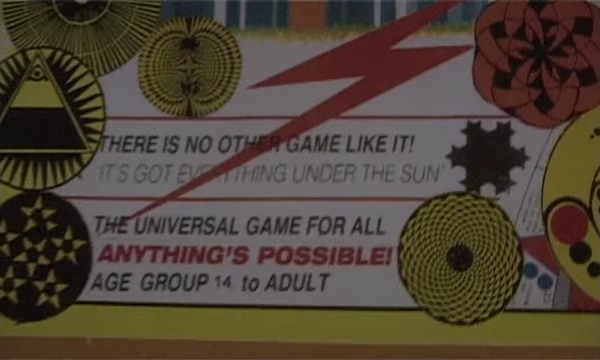 THERE IS NO OTHER GAME LIKE IT!
'IT'S GOT EVERYTHING UNDER THE SUN'
THE UNIVERSAL GAME FOR ALL
ANYTHING'S POSSIBLE!
AGE GROUP 14. to ADULT